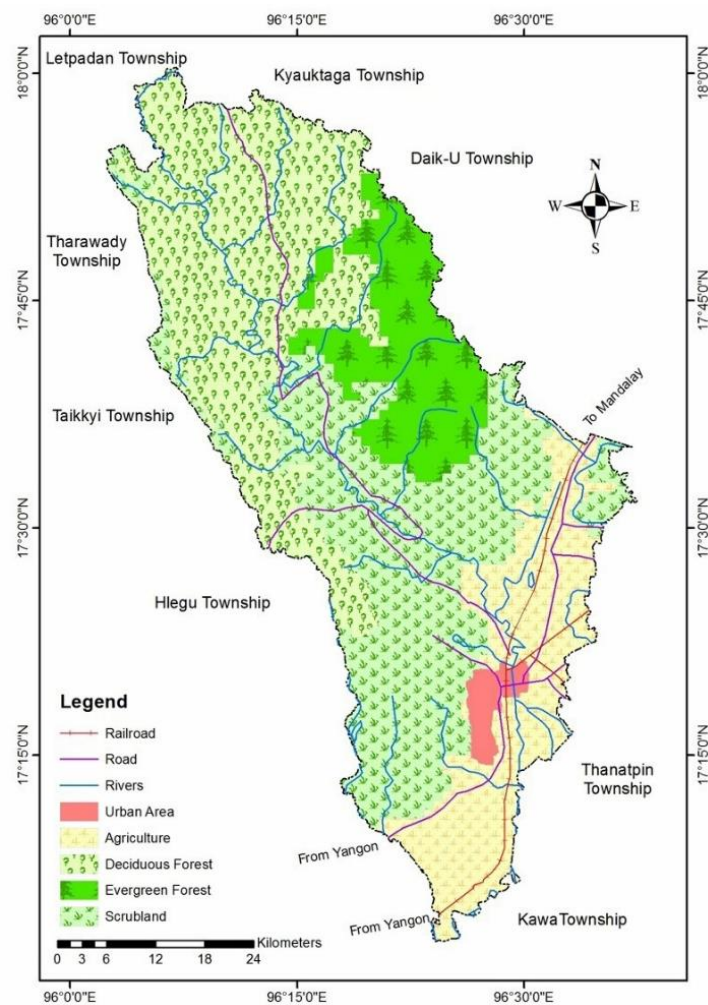 96°0'0"E
96°15'0"E
96°30'0"E
Letpadan Township
Kyauktaga Township
18°0'0"N
18°0'0"N
Daik-U Township
N
W
E
S
Tharawady
Township
17°45'0"N
17°45'0"N
Taikkyi Township
To Mandalay
17°30'0"N
17°30'0"N
Hlegu Township
Legend
Railroad
Road
Rivers
Urban Area
Agriculture
Deciduous Forest
Evergreen Forest
Scrubland
17°15'0"N
17°15'0"N
Thanatpin
Township
From Yangon
From Yangon
KawaTownship
Kilometers
0 3 6 12 18 24
96°0'0"E
96°15'0"E
96°30'0"E